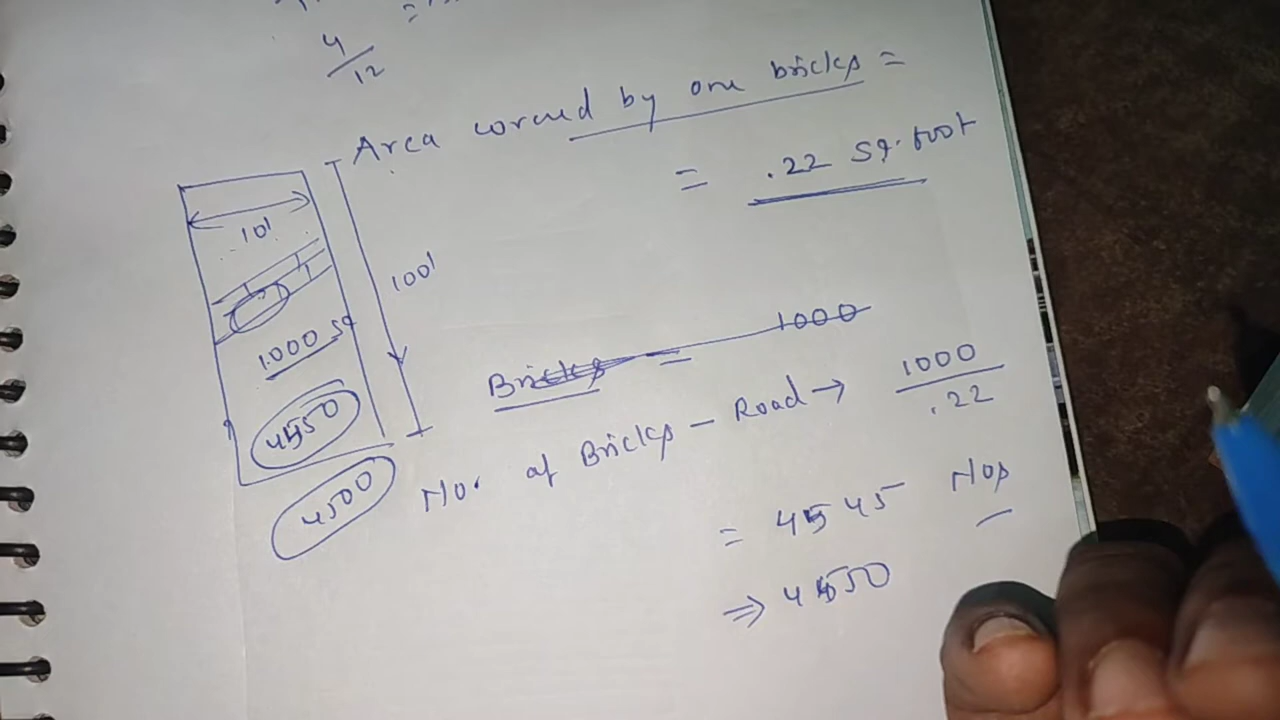 4/12 =
Area covered by one bricks =
= .22 sq. foot
10'
100'
1000 sq
4550
4500
Bricks = 1000
No. of Bricks - Road → 1000/.22
= 4545 Nos
⇒ 4550